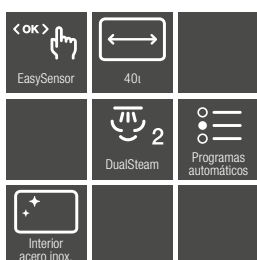 <OK>
EasySensor
40ι
2
DualSteam
Programas
automáticos
Interior
acero inox.